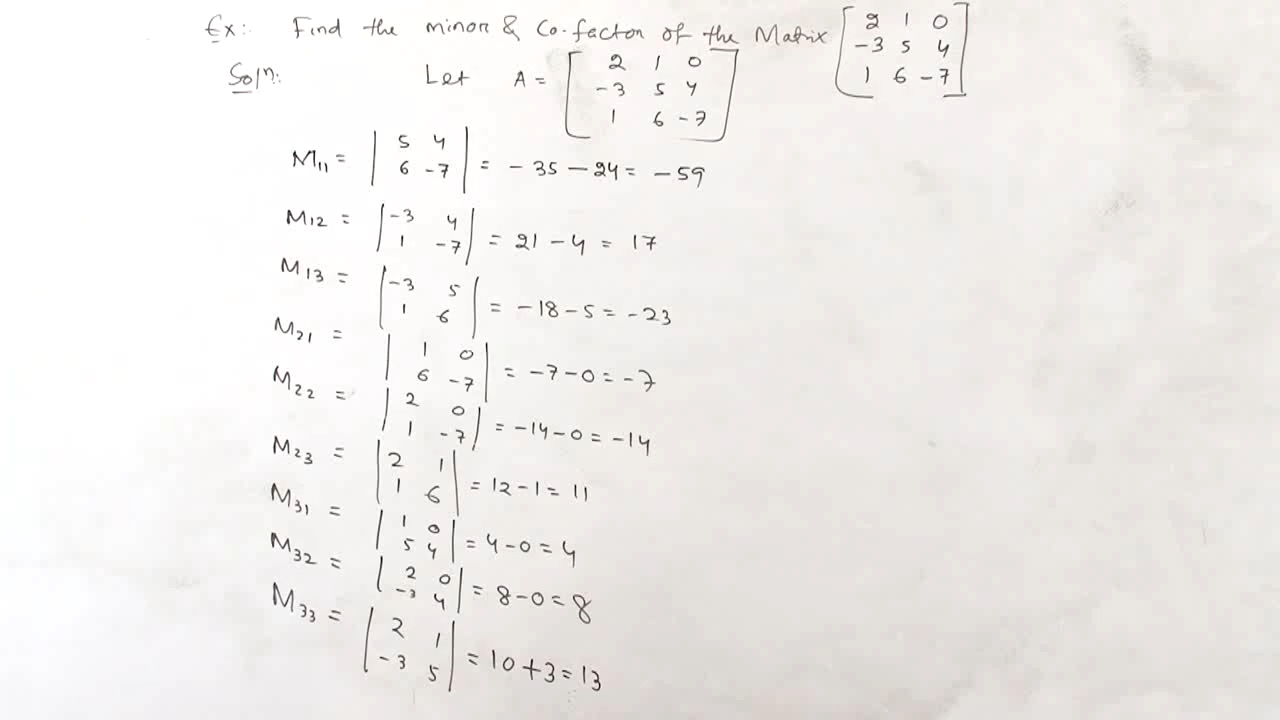 Ex:. Find the minor & Co-factor of the Matrix [ 2 1 0
-3 5 4
1 6 -7 ]
Soln: Let A = [ 2 1 0
-3 5 4
1 6 -7 ]
M11 = | 5 4
6 -7 | = - 35 - 24 = - 59
M12 = | -3 4
1 -7 | = 21 - 4 = 17
M13 = | -3 5
1 6 | = -18 - 5 = -23
M21 = | 1 0
6 -7 | = -7 - 0 = -7
M22 = | 2 0
1 -7 | = -14 - 0 = -14
M23 = | 2 1
1 6 | = 12 - 1 = 11
M31 = | 1 0
5 4 | = 4 - 0 = 4
M32 = | 2 0
-3 4 | = 8 - 0 = 8
M33 = | 2 1
-3 5 | = 10 + 3 = 13